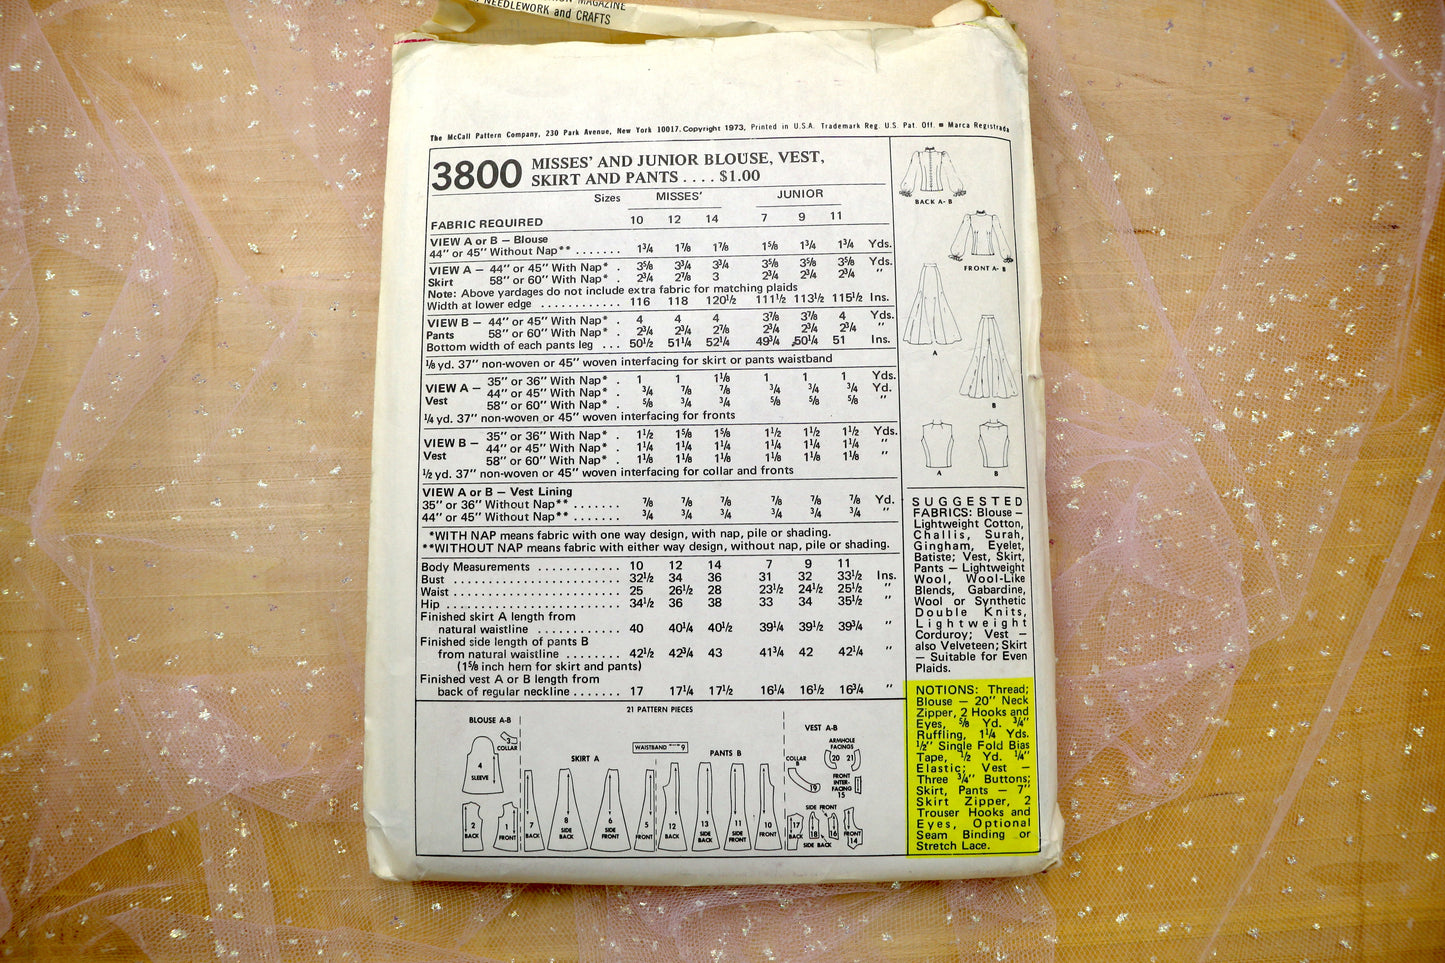 MAGAZINE
NEEDLEWORK and CRAFTS
The McCall Pattern Company, 230 Park Avenue, New York 10017. Copyright 1973, Printed in U.S.A. Trademark Reg. U.S. Pat. Off. ■ Marca Registrada
3800 MISSES' AND JUNIOR BLOUSE, VEST,
SKIRT AND PANTS .... $1.00
Sizes MISSES' JUNIOR
FABRIC REQUIRED 10 12 14 7 9 11
VIEW A or B – Blouse
44" or 45" Without Nap** ....... 1¾ 1⅞ 1⅞ 1⅝ 1¾ 1¾ Yds.
VIEW A – 44" or 45" With Nap* . 3⅝ 3¾ 3¾ 3⅝ 3⅝ 3⅝ Yds.
Skirt 58" or 60" With Nap* . 2¾ 2⅞ 3 2¾ 2¾ 2¾ "
Note: Above yardages do not include extra fabric for matching plaids
Width at lower edge ............ 116 118 120½ 111½ 113½ 115½ Ins.
VIEW B – 44" or 45" With Nap* . 4 4 4 3⅞ 3⅞ 4 Yds.
Pants 58" or 60" With Nap* . 2¾ 2¾ 2⅞ 2¾ 2¾ 2¾ "
Bottom width of each pants leg ... 50½ 51¼ 52¼ 49¾ 50¼ 51 Ins.
⅛ yd. 37" non-woven or 45" woven interfacing for skirt or pants waistband
VIEW A – 35" or 36" With Nap* . 1 1 1⅛ 1 1 1 Yds.
Vest 44" or 45" With Nap* . ¾ ⅞ ⅞ ¾ ¾ ¾ Yd.
58" or 60" With Nap* . ⅝ ¾ ¾ ⅝ ⅝ ⅝ "
¼ yd. 37" non-woven or 45" woven interfacing for fronts
VIEW B – 35" or 36" With Nap* . 1½ 1⅝ 1⅝ 1½ 1½ 1½ Yds.
Vest 44" or 45" With Nap* . 1¼ 1¼ 1¼ 1¼ 1¼ 1¼ "
58" or 60" With Nap* . 1⅛ 1⅛ 1⅛ 1⅛ 1⅛ 1⅛ "
½ yd. 37" non-woven or 45" woven interfacing for collar and fronts
VIEW A or B – Vest Lining
35" or 36" Without Nap** ....... ⅞ ⅞ ⅞ ⅞ ⅞ ⅞ Yd.
44" or 45" Without Nap** ....... ¾ ¾ ¾ ¾ ¾ ¾ "
*WITH NAP means fabric with one way design, with nap, pile or shading.
**WITHOUT NAP means fabric with either way design, without nap, pile or shading.
Body Measurements ............ 10 12 14 7 9 11
Bust ......................... 32½ 34 36 31 32 33½ Ins.
Waist ........................ 25 26½ 28 23½ 24½ 25½ "
Hip .......................... 34½ 36 38 33 34 35½ "
Finished skirt A length from
natural waistline ............ 40 40¼ 40½ 39¼ 39½ 39¾ "
Finished side length of pants B
from natural waistline ........ 42½ 42¾ 43 41¾ 42 42¼ "
(1⅝ inch hem for skirt and pants)
Finished vest A or B length from
back of regular neckline ....... 17 17¼ 17½ 16¼ 16½ 16¾ "
BACK A-B
FRONT A-B
A
B
A B
SUGGESTED
FABRICS: Blouse –
Lightweight Cotton,
Challis, Surah,
Gingham, Eyelet,
Batiste; Vest, Skirt,
Pants – Lightweight
Wool, Wool-Like
Blends, Gabardine,
Wool or Synthetic
Double Knits,
Lightweight
Corduroy; Vest –
also Velveteen; Skirt
– Suitable for Even
Plaids.
NOTIONS: Thread;
Blouse – 20" Neck
Zipper, 2 Hooks and
Eyes, ⅝ Yd. ¾"
Ruffling, 1¼ Yds.
½" Single Fold Bias
Tape, ½ Yd. ¼"
Elastic; Vest –
Three ¾" Buttons;
Skirt, Pants – 7"
Skirt Zipper, 2
Trouser Hooks and
Eyes, Optional
Seam Binding or
Stretch Lace.
21 PATTERN PIECES
BLOUSE A-B
3
COLLAR
4
SLEEVE
2
BACK
1
FRONT
SKIRT A
WAISTBAND 9
7
BACK
8
SIDE
BACK
6
SIDE
FRONT
5
FRONT
PANTS B
12
BACK
13
SIDE
BACK
11
SIDE
FRONT
10
FRONT
VEST A-B
ARMHOLE
FACINGS
20 21
COLLAR
B
19
FRONT
INTER-
FACING
15
SIDE FRONT
17
BACK
18
16
SIDE BACK
FRONT
14